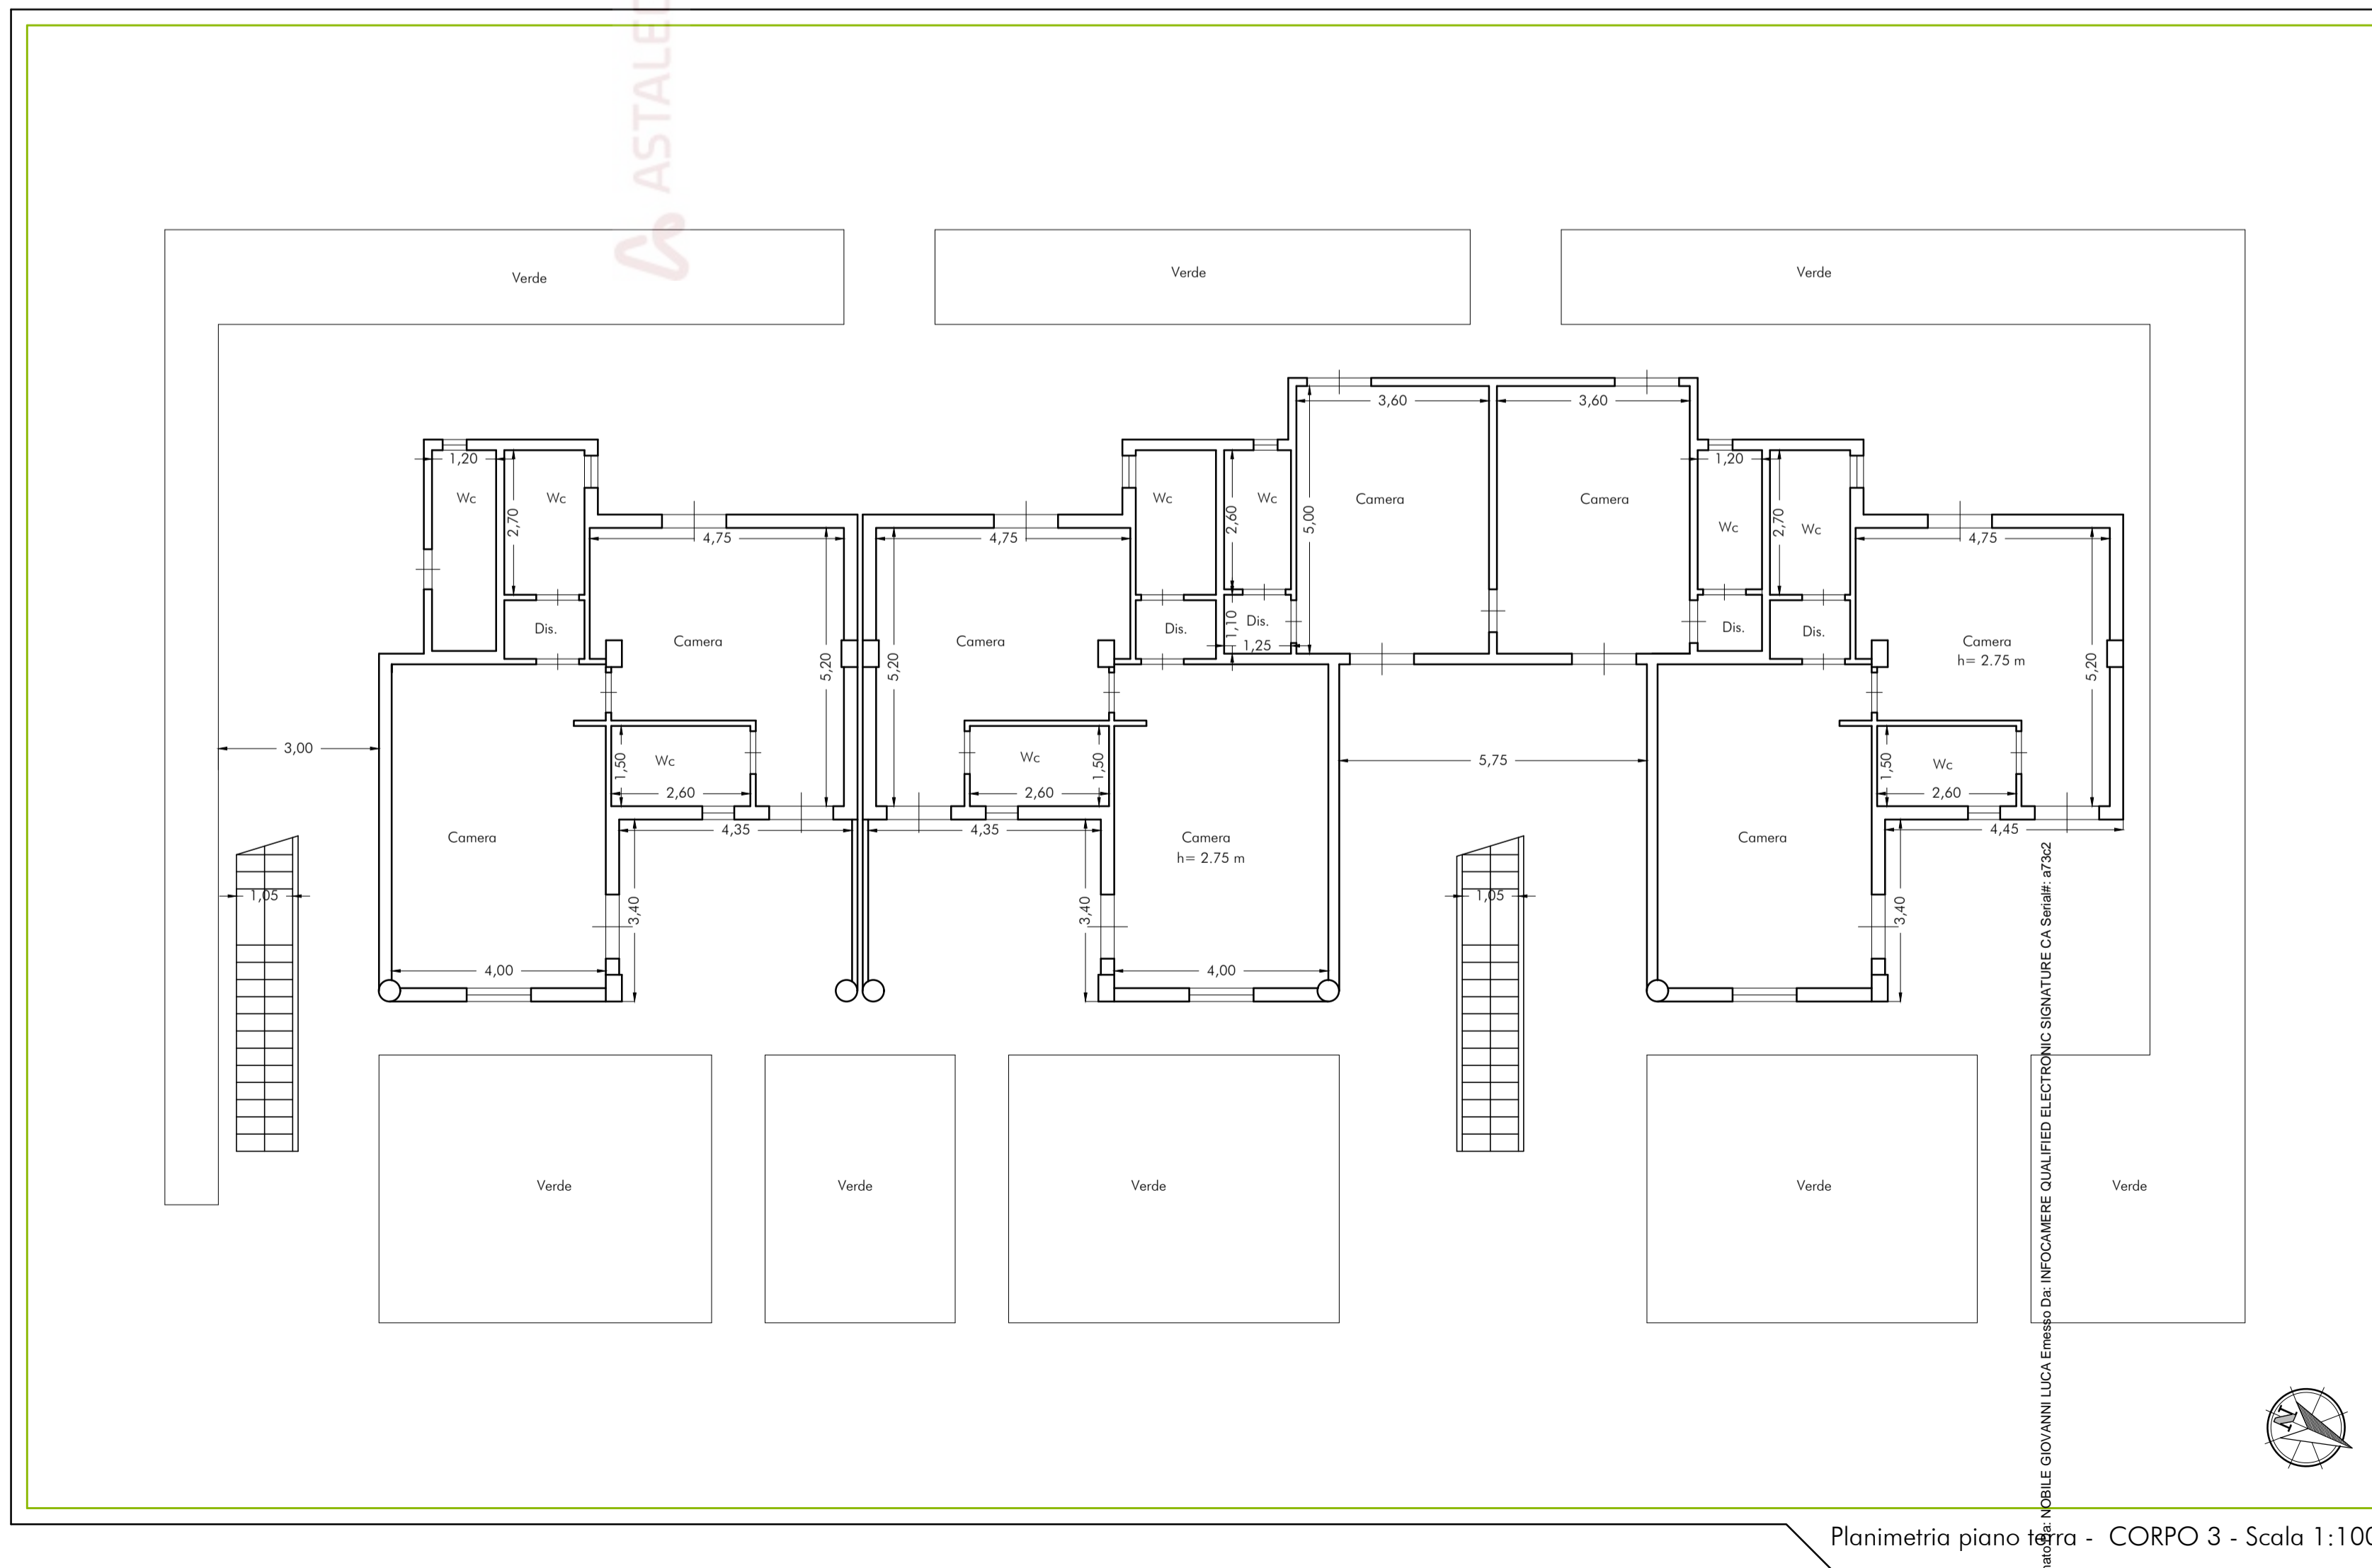 ASTALE
Verde
Verde
Verde
3,60
3,60
1,20
1,20
Wc
Wc
Wc
Wc
Camera
Camera
Wc
Wc
2,70
2,60
5,00
2,70
4,75
4,75
4,75
Dis.
Camera
Camera
Dis.
1,10
Dis.
1,25
Dis.
Dis.
Camera
h= 2.75 m
5,20
5,20
5,20
3,00
5,75
1,50
Wc
2,60
Wc
1,50
2,60
1,50
Wc
2,60
4,35
4,35
4,45
Camera
Camera
h= 2.75 m
Camera
1,05
3,40
3,40
1,05
3,40
4,00
4,00
Verde
Verde
Verde
Verde
Verde
N
NOBILE GIOVANNI LUCA Emesso Da: INFOCAMERE QUALIFIED ELECTRONIC SIGNATURE CA Serial#: a73c2
Planimetria piano terra - CORPO 3 - Scala 1:100